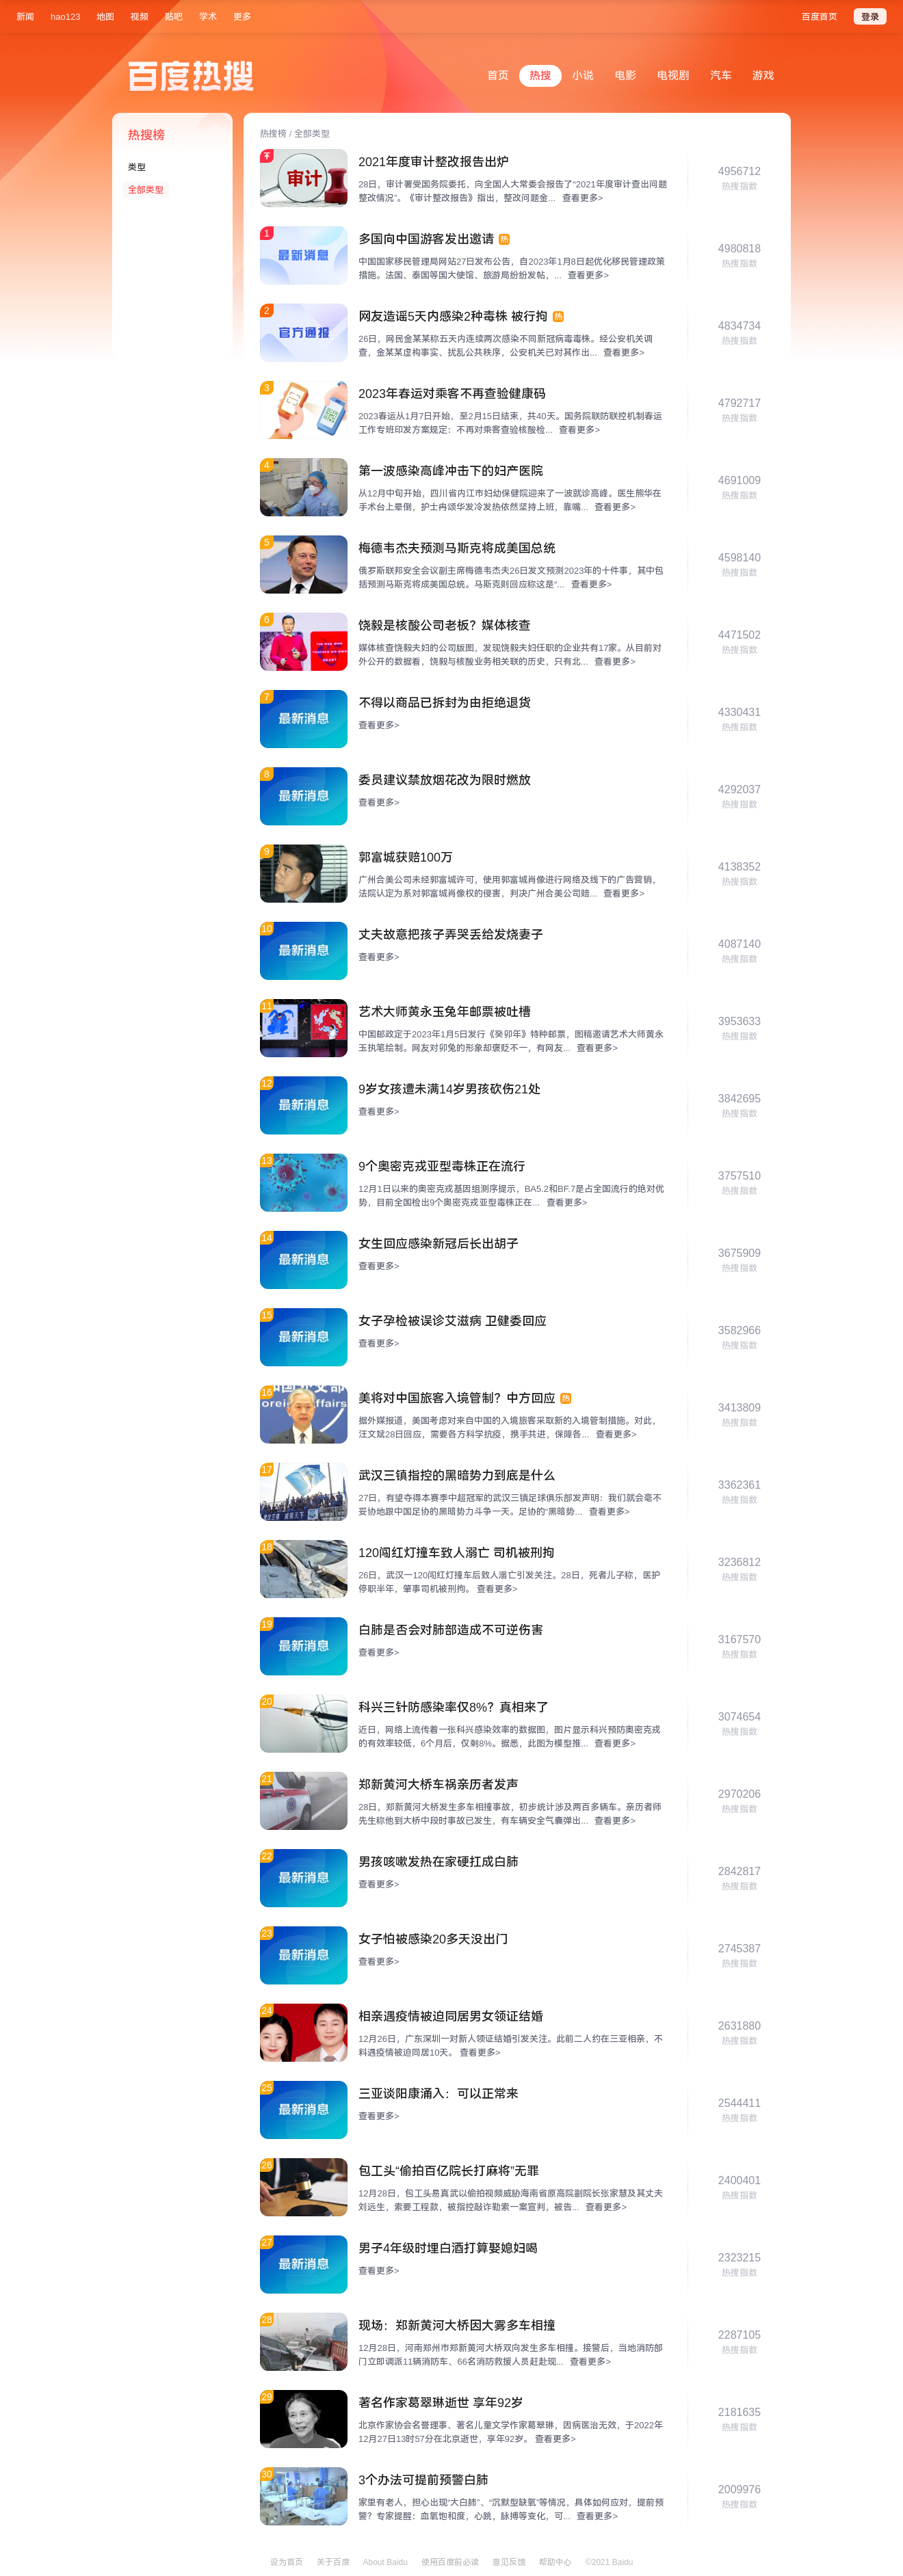 新闻 hao123 地图 视频 贴吧 学术 更多 百度首页 登录
百度热搜
首页 热搜 小说 电影 电视剧 汽车 游戏
热搜榜
类型
全部类型
热搜榜 / 全部类型
审计
2021年度审计整改报告出炉
28日，审计署受国务院委托，向全国人大常委会报告了“2021年度审计查出问题
整改情况”。《审计整改报告》指出，整改问题金... 查看更多>
4956712
热搜指数
1
最新消息
多国向中国游客发出邀请 热
中国国家移民管理局网站27日发布公告，自2023年1月8日起优化移民管理政策
措施。法国、泰国等国大使馆、旅游局纷纷发帖，... 查看更多>
4980818
热搜指数
2
官方通报
网友造谣5天内感染2种毒株 被行拘 热
26日，网民金某某称五天内连续两次感染不同新冠病毒毒株。经公安机关调
查，金某某虚构事实、扰乱公共秩序，公安机关已对其作出... 查看更多>
4834734
热搜指数
3
2023年春运对乘客不再查验健康码
2023春运从1月7日开始，至2月15日结束，共40天。国务院联防联控机制春运
工作专班印发方案规定：不再对乘客查验核酸检... 查看更多>
4792717
热搜指数
4
第一波感染高峰冲击下的妇产医院
从12月中旬开始，四川省内江市妇幼保健院迎来了一波就诊高峰。医生熊华在
手术台上晕倒，护士冉颂华发冷发热依然坚持上班，靠嘴... 查看更多>
4691009
热搜指数
5
梅德韦杰夫预测马斯克将成美国总统
俄罗斯联邦安全会议副主席梅德韦杰夫26日发文预测2023年的十件事，其中包
括预测马斯克将成美国总统。马斯克则回应称这是“... 查看更多>
4598140
热搜指数
6
饶毅是核酸公司老板？媒体核查
媒体核查饶毅夫妇的公司版图，发现饶毅夫妇任职的企业共有17家。从目前对
外公开的数据看，饶毅与核酸业务相关联的历史，只有北... 查看更多>
4471502
热搜指数
7
最新消息
不得以商品已拆封为由拒绝退货
查看更多>
4330431
热搜指数
8
最新消息
委员建议禁放烟花改为限时燃放
查看更多>
4292037
热搜指数
9
郭富城获赔100万
广州合美公司未经郭富城许可，使用郭富城肖像进行网络及线下的广告营销，
法院认定为系对郭富城肖像权的侵害，判决广州合美公司赔... 查看更多>
4138352
热搜指数
10
最新消息
丈夫故意把孩子弄哭丢给发烧妻子
查看更多>
4087140
热搜指数
11
艺术大师黄永玉兔年邮票被吐槽
中国邮政定于2023年1月5日发行《癸卯年》特种邮票，图稿邀请艺术大师黄永
玉执笔绘制。网友对卯兔的形象却褒贬不一，有网友... 查看更多>
3953633
热搜指数
12
最新消息
9岁女孩遭未满14岁男孩砍伤21处
查看更多>
3842695
热搜指数
13
9个奥密克戎亚型毒株正在流行
12月1日以来的奥密克戎基因组测序提示，BA5.2和BF.7是占全国流行的绝对优
势，目前全国检出9个奥密克戎亚型毒株正在... 查看更多>
3757510
热搜指数
14
最新消息
女生回应感染新冠后长出胡子
查看更多>
3675909
热搜指数
15
最新消息
女子孕检被误诊艾滋病 卫健委回应
查看更多>
3582966
热搜指数
16
美将对中国旅客入境管制？中方回应 热
据外媒报道，美国考虑对来自中国的入境旅客采取新的入境管制措施。对此，
汪文斌28日回应，需要各方科学抗疫，携手共进，保障各... 查看更多>
3413809
热搜指数
17
武汉三镇指控的黑暗势力到底是什么
27日，有望夺得本赛季中超冠军的武汉三镇足球俱乐部发声明：我们就会毫不
妥协地跟中国足协的黑暗势力斗争一天。足协的“黑暗势... 查看更多>
3362361
热搜指数
18
120闯红灯撞车致人溺亡 司机被刑拘
26日，武汉一120闯红灯撞车后致人溺亡引发关注。28日，死者儿子称，医护
停职半年，肇事司机被刑拘。 查看更多>
3236812
热搜指数
19
最新消息
白肺是否会对肺部造成不可逆伤害
查看更多>
3167570
热搜指数
20
科兴三针防感染率仅8%？真相来了
近日，网络上流传着一张科兴感染效率的数据图，图片显示科兴预防奥密克戎
的有效率较低，6个月后，仅剩8%。据悉，此图为模型推... 查看更多>
3074654
热搜指数
21
郑新黄河大桥车祸亲历者发声
28日，郑新黄河大桥发生多车相撞事故，初步统计涉及两百多辆车。亲历者师
先生称他到大桥中段时事故已发生，有车辆安全气囊弹出... 查看更多>
2970206
热搜指数
22
最新消息
男孩咳嗽发热在家硬扛成白肺
查看更多>
2842817
热搜指数
23
最新消息
女子怕被感染20多天没出门
查看更多>
2745387
热搜指数
24
相亲遇疫情被迫同居男女领证结婚
12月26日，广东深圳一对新人领证结婚引发关注。此前二人约在三亚相亲，不
料遇疫情被迫同居10天。 查看更多>
2631880
热搜指数
25
最新消息
三亚谈阳康涌入：可以正常来
查看更多>
2544411
热搜指数
26
包工头“偷拍百亿院长打麻将”无罪
12月28日，包工头易真武以偷拍视频威胁海南省原高院副院长张家慧及其丈夫
刘远生，索要工程款，被指控敲诈勒索一案宣判，被告... 查看更多>
2400401
热搜指数
27
最新消息
男子4年级时埋白酒打算娶媳妇喝
查看更多>
2323215
热搜指数
28
现场：郑新黄河大桥因大雾多车相撞
12月28日，河南郑州市郑新黄河大桥双向发生多车相撞。接警后，当地消防部
门立即调派11辆消防车、66名消防救援人员赶赴现... 查看更多>
2287105
热搜指数
29
著名作家葛翠琳逝世 享年92岁
北京作家协会名誉理事、著名儿童文学作家葛翠琳，因病医治无效，于2022年
12月27日13时57分在北京逝世，享年92岁。 查看更多>
2181635
热搜指数
30
3个办法可提前预警白肺
家里有老人，担心出现“大白肺”、“沉默型缺氧”等情况，具体如何应对，提前预
警？专家提醒：血氧饱和度，心跳，脉搏等变化，可... 查看更多>
2009976
热搜指数
设为首页 关于百度 About Baidu 使用百度前必读 意见反馈 帮助中心 ©2021 Baidu